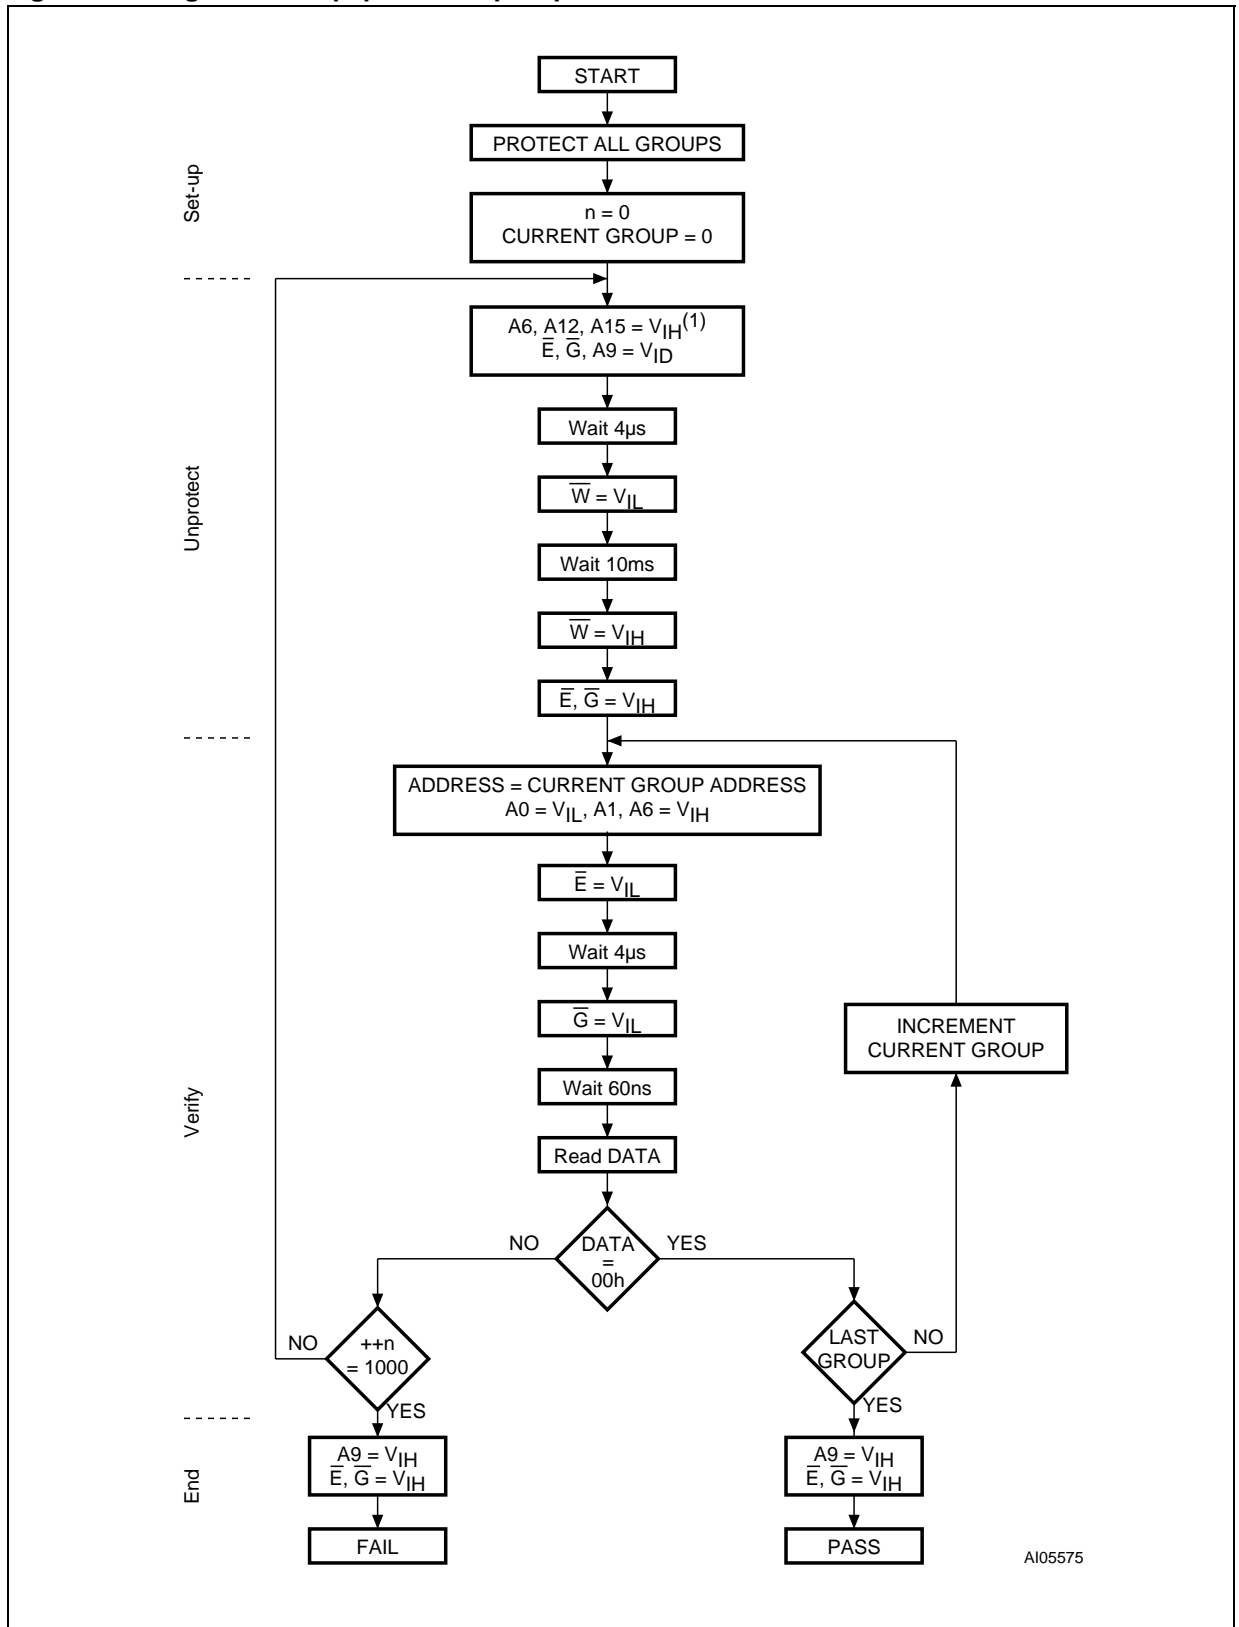 START
PROTECT ALL GROUPS
Set-up
n = 0
CURRENT GROUP = 0
A6, A12, A15 = VIH(1)
E̅, G̅, A9 = VID
Wait 4µs
Unprotect
W̅ = VIL
Wait 10ms
W̅ = VIH
E̅, G̅ = VIH
ADDRESS = CURRENT GROUP ADDRESS
A0 = VIL, A1, A6 = VIH
E̅ = VIL
Wait 4µs
G̅ = VIL
INCREMENT
CURRENT GROUP
Wait 60ns
Verify
Read DATA
NO
DATA
=
00h
YES
NO
++n
= 1000
YES
LAST
GROUP
NO
YES
End
A9 = VIH
E̅, G̅ = VIH
A9 = VIH
E̅, G̅ = VIH
FAIL
PASS
AI05575